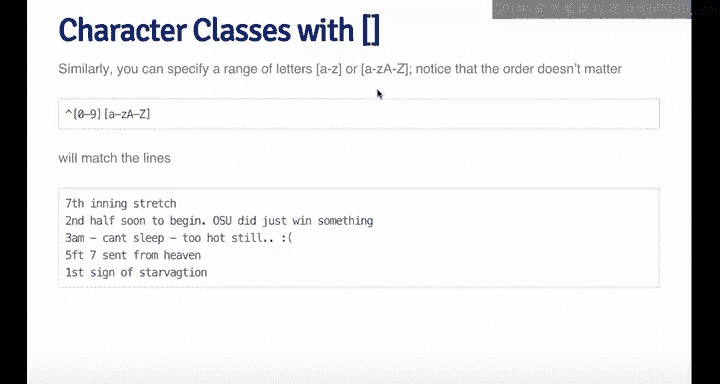 Character Classes with []
Similarly, you can specify a range of letters [a-z] or [a-zA-Z]; notice that the order doesn't matter
^[0-9][a-zA-Z]
will match the lines
7th inning stretch
2nd half soon to begin. OSU did just win something
3am - cant sleep - too hot still.. :(
5ft 7 sent from heaven
1st sign of starvagtion